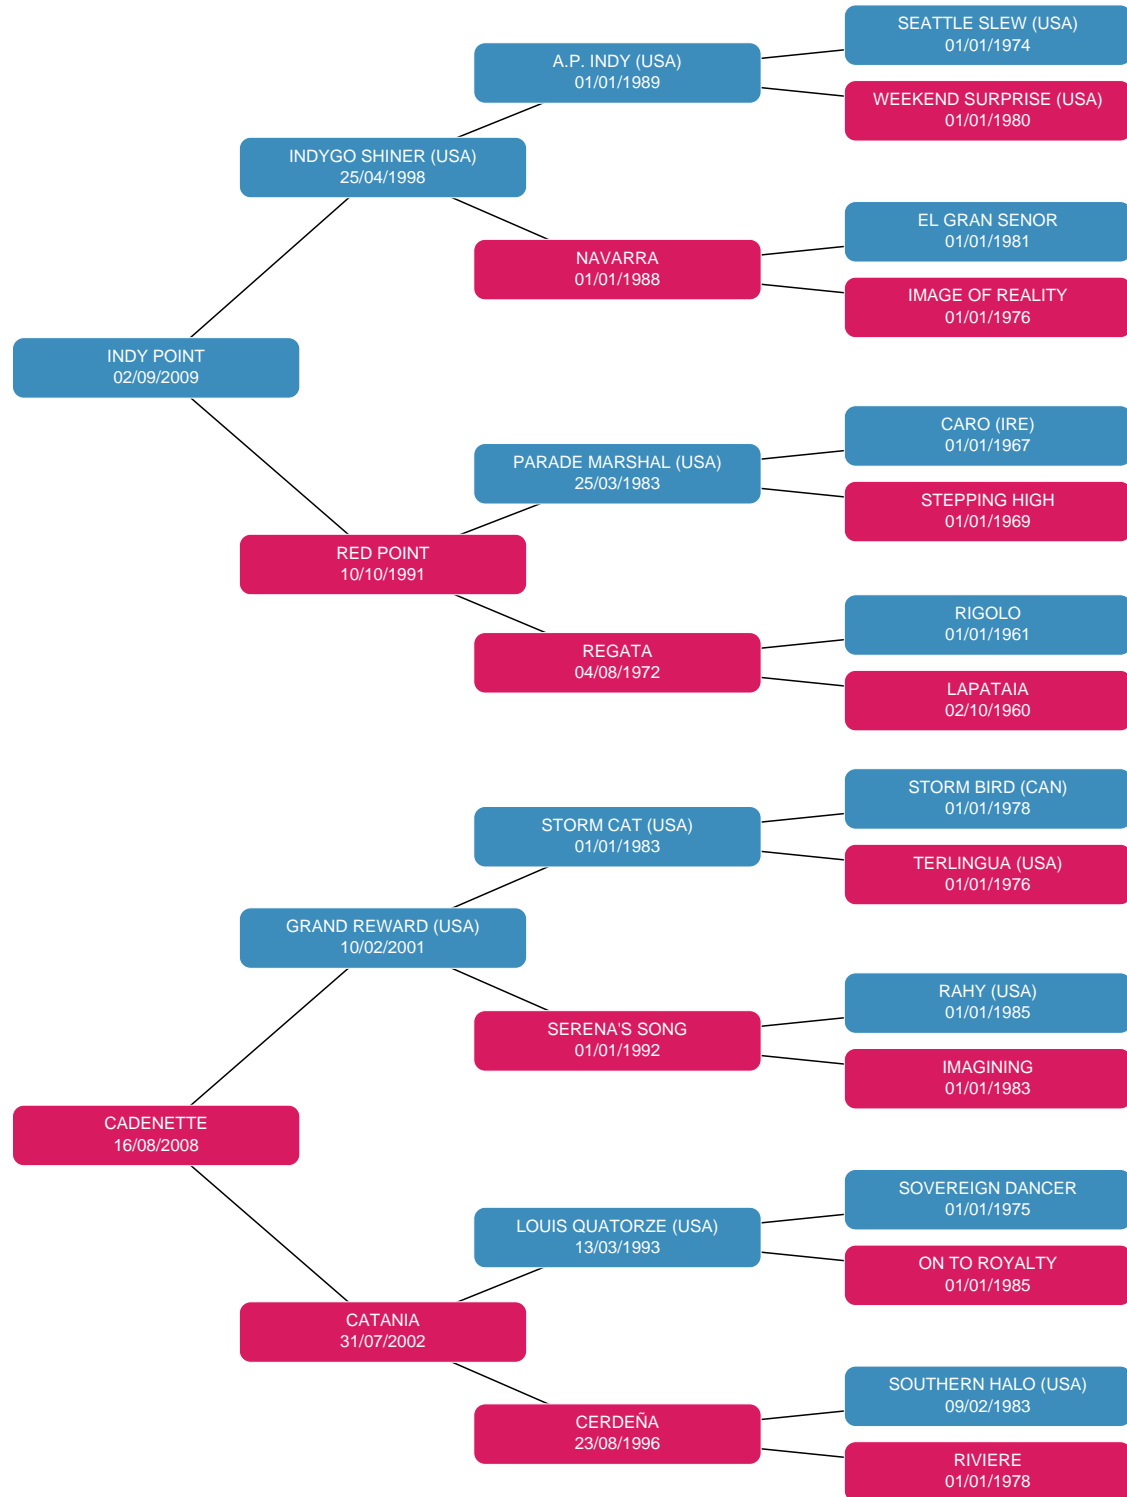 SEATTLE SLEW (USA)
01/01/1974
A.P. INDY (USA)
01/01/1989
WEEKEND SURPRISE (USA)
01/01/1980
INDYGO SHINER (USA)
25/04/1998
EL GRAN SENOR
01/01/1981
NAVARRA
01/01/1988
IMAGE OF REALITY
01/01/1976
INDY POINT
02/09/2009
CARO (IRE)
01/01/1967
PARADE MARSHAL (USA)
25/03/1983
STEPPING HIGH
01/01/1969
RED POINT
10/10/1991
RIGOLO
01/01/1961
REGATA
04/08/1972
LAPATAIA
02/10/1960
STORM BIRD (CAN)
01/01/1978
STORM CAT (USA)
01/01/1983
TERLINGUA (USA)
01/01/1976
GRAND REWARD (USA)
10/02/2001
RAHY (USA)
01/01/1985
SERENA'S SONG
01/01/1992
IMAGINING
01/01/1983
CADENETTE
16/08/2008
SOVEREIGN DANCER
01/01/1975
LOUIS QUATORZE (USA)
13/03/1993
ON TO ROYALTY
01/01/1985
CATANIA
31/07/2002
SOUTHERN HALO (USA)
09/02/1983
CERDEÑA
23/08/1996
RIVIERE
01/01/1978